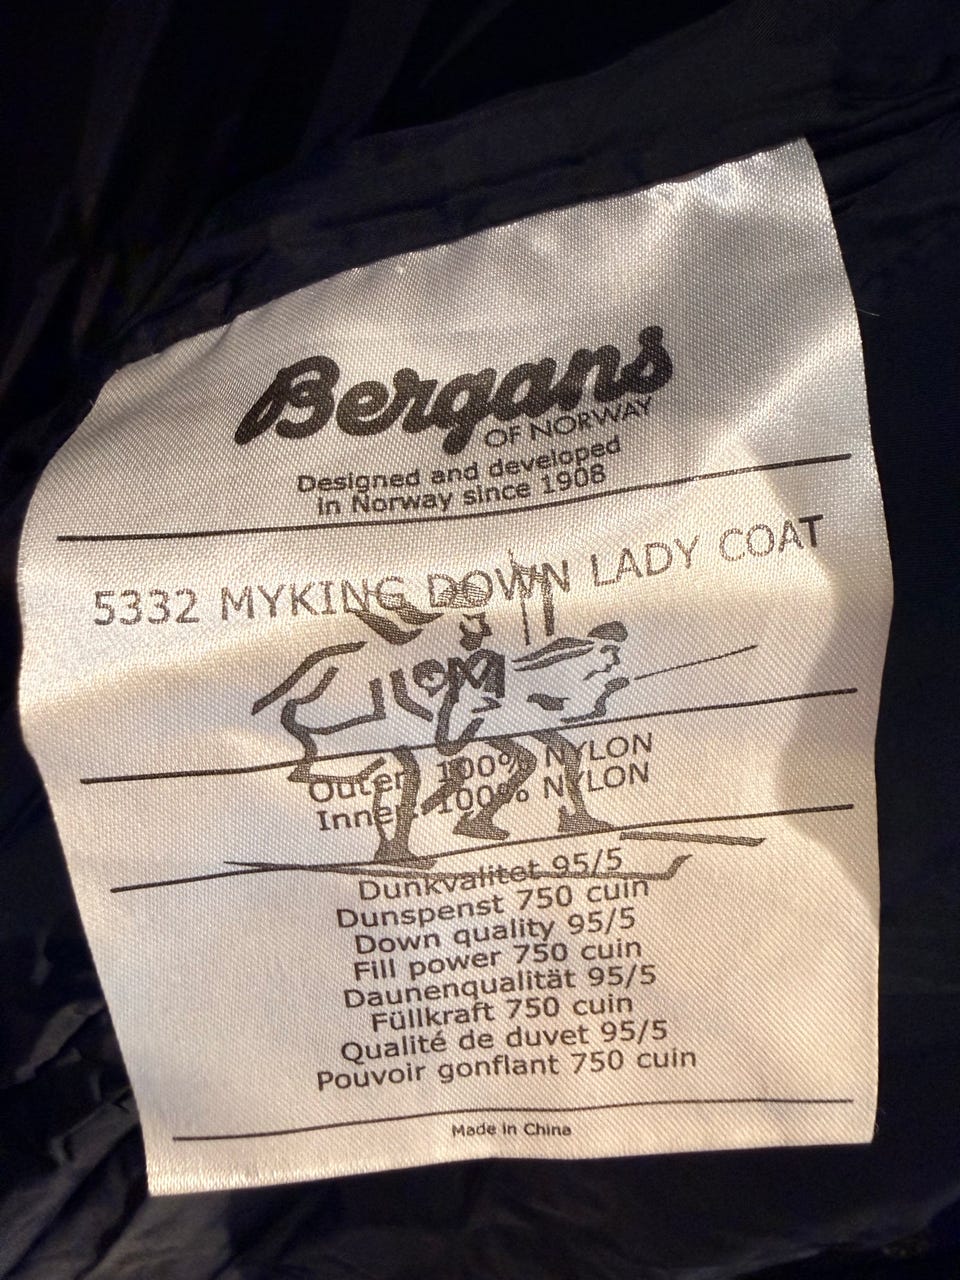 Bergans
OF NORWAY
Designed and developed
in Norway since 1908
5332 MYKING DOWN LADY COAT
Outer: 100% NYLON
Inner: 100% NYLON
Dunkvalitet 95/5
Dunspenst 750 cuin
Down quality 95/5
Fill power 750 cuin
Daunenqualität 95/5
Füllkraft 750 cuin
Qualité de duvet 95/5
Pouvoir gonflant 750 cuin
Made in China